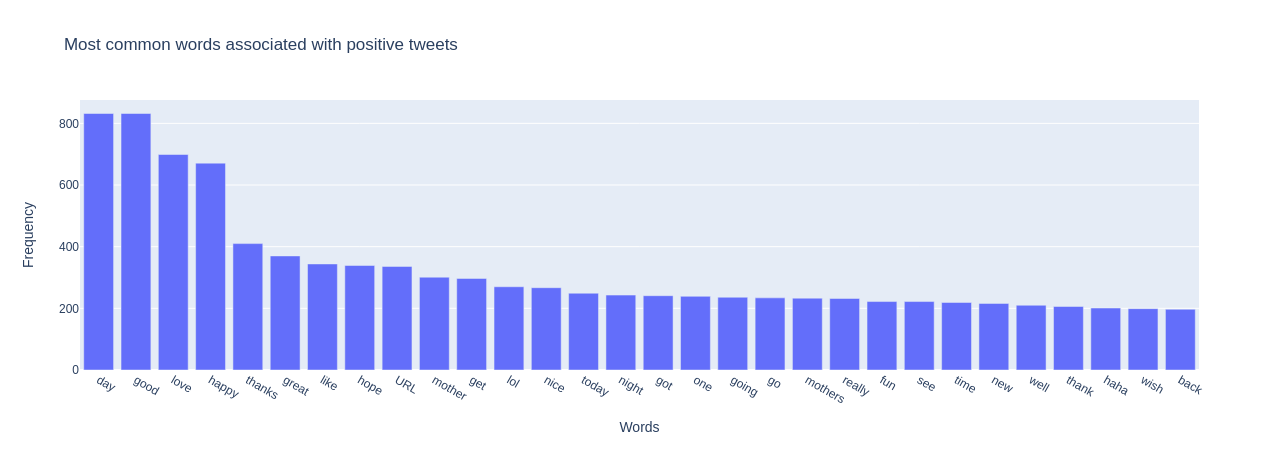 Most common words associated with positive tweets
Frequency
800
600
400
200
0
day good love happy thanks great like hope URL mother get lol nice today night got one going go mothers really fun see time new well thank haha wish back
Words